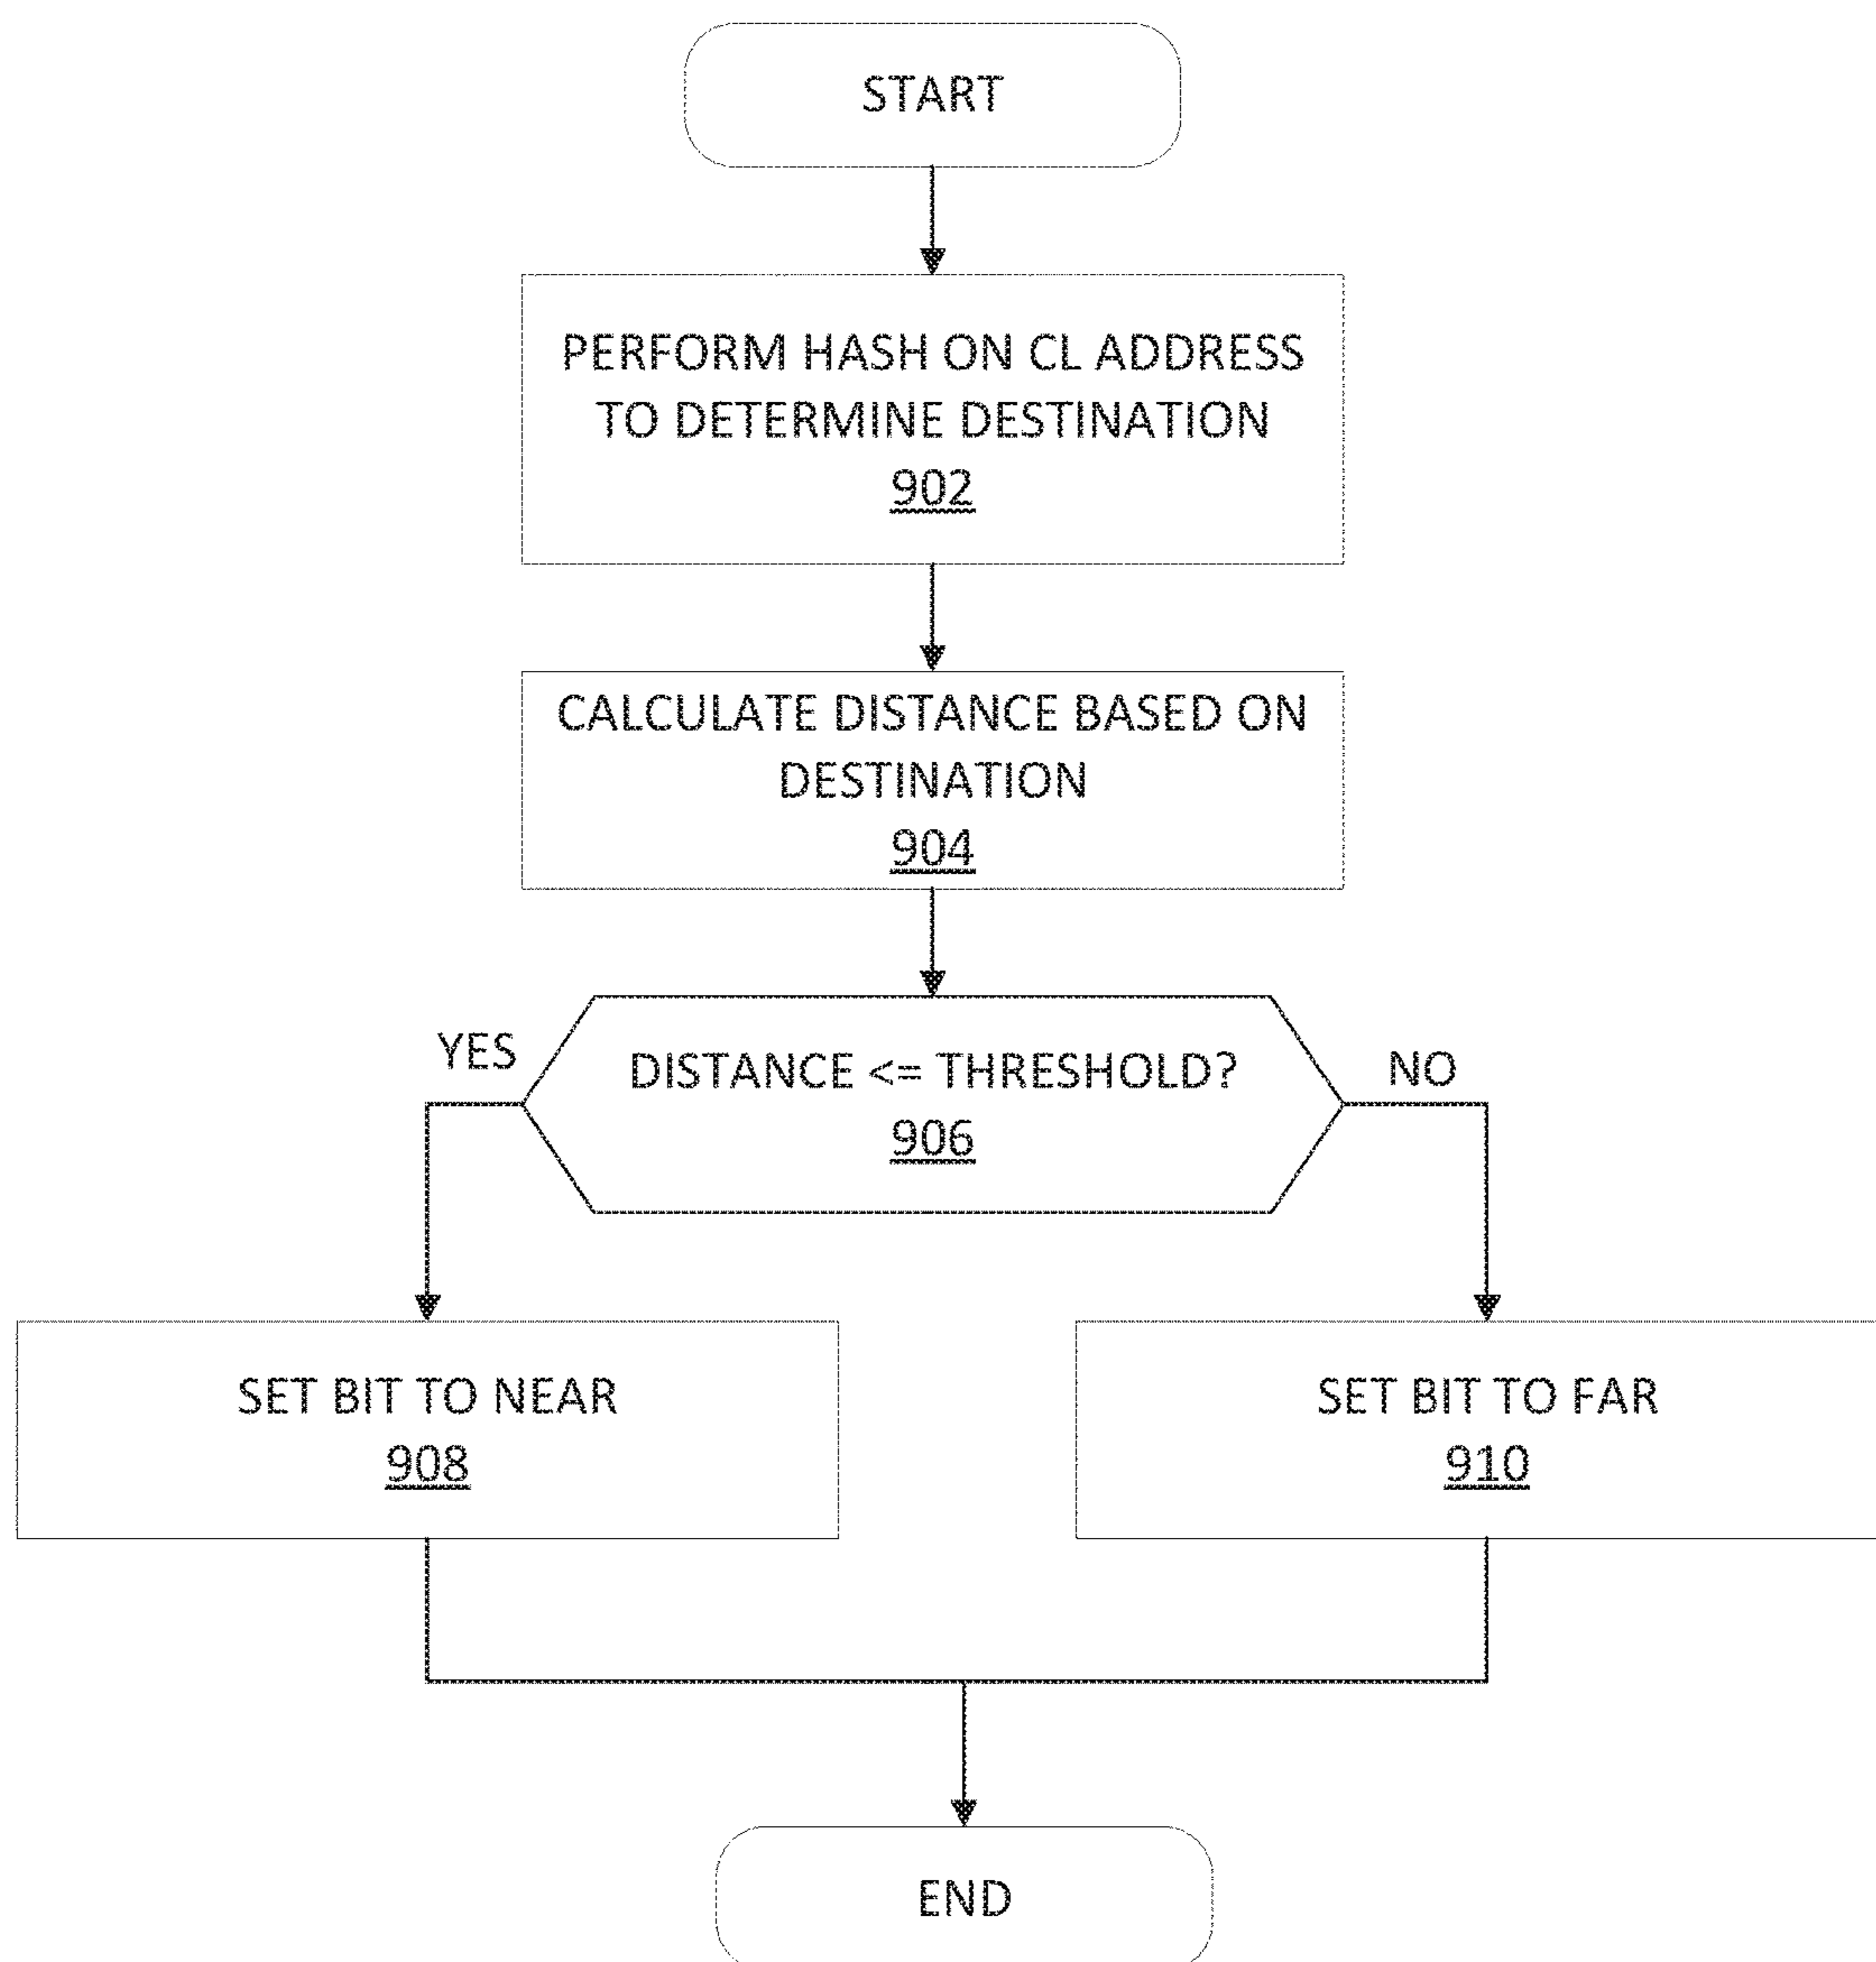 START
PERFORM HASH ON CL ADDRESS
TO DETERMINE DESTINATION
902
CALCULATE DISTANCE BASED ON
DESTINATION
904
YES
DISTANCE <= THRESHOLD?
NO
906
SET BIT TO NEAR
908
SET BIT TO FAR
910
END